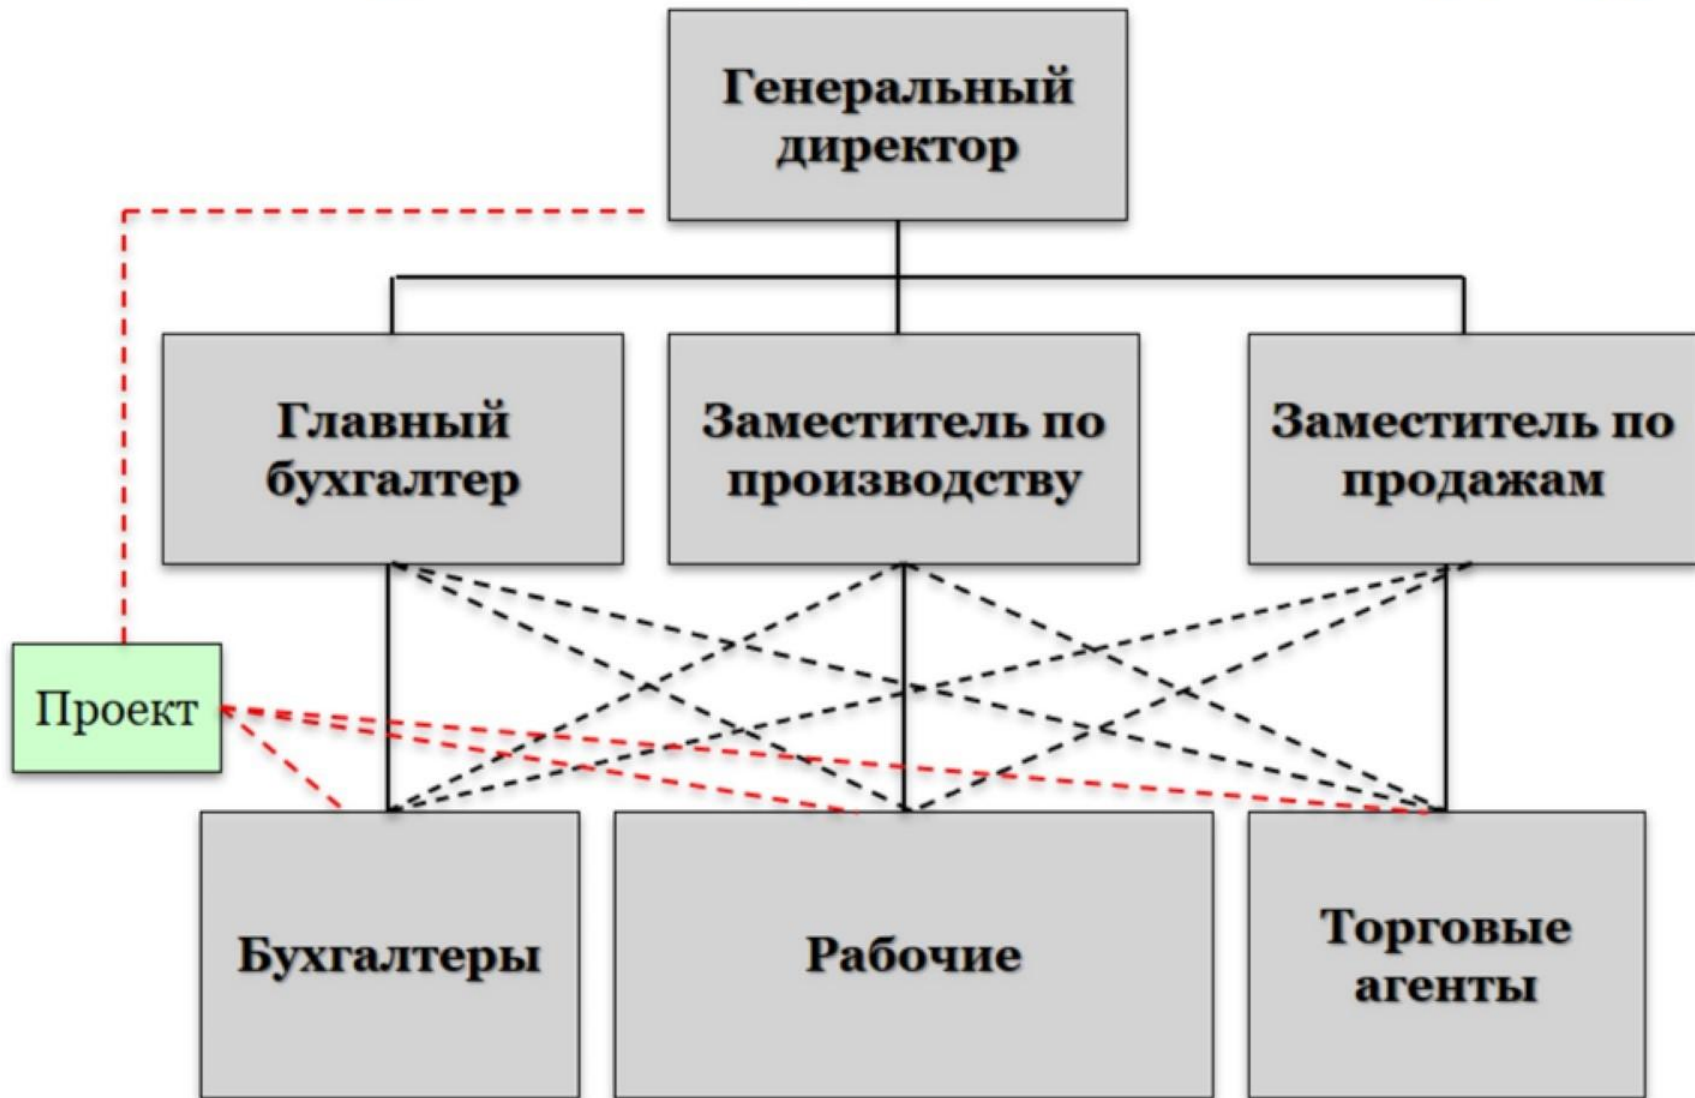 Генеральный
директор
Главный
бухгалтер
Заместитель по
производству
Заместитель по
продажам
Проект
Бухгалтеры
Рабочие
Торговые
агенты